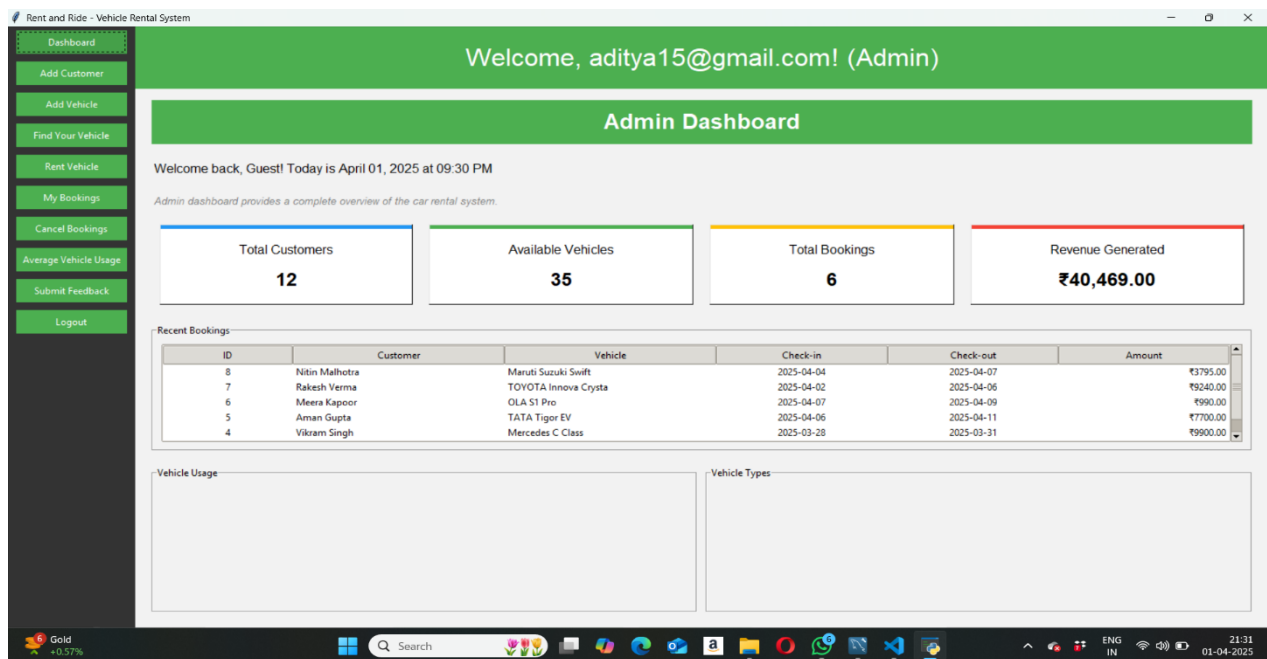 Rent and Ride - Vehicle Rental System
Dashboard
Add Customer
Add Vehicle
Find Your Vehicle
Rent Vehicle
My Bookings
Cancel Bookings
Average Vehicle Usage
Submit Feedback
Logout
Welcome, aditya15@gmail.com! (Admin)
Admin Dashboard
Welcome back, Guest! Today is April 01, 2025 at 09:30 PM
Admin dashboard provides a complete overview of the car rental system.
Total Customers
12
Available Vehicles
35
Total Bookings
6
Revenue Generated
₹40,469.00
Recent Bookings
ID Customer Vehicle Check-in Check-out Amount
8 Nitin Malhotra Maruti Suzuki Swift 2025-04-04 2025-04-07 ₹3795.00
7 Rakesh Verma TOYOTA Innova Crysta 2025-04-02 2025-04-06 ₹9240.00
6 Meera Kapoor OLA S1 Pro 2025-04-07 2025-04-09 ₹990.00
5 Aman Gupta TATA Tigor EV 2025-04-06 2025-04-11 ₹7700.00
4 Vikram Singh Mercedes C Class 2025-03-28 2025-03-31 ₹9900.00
Vehicle Usage
Vehicle Types
6
Gold
+0.57%
Search
a
6
ENG
IN
21:31
01-04-2025